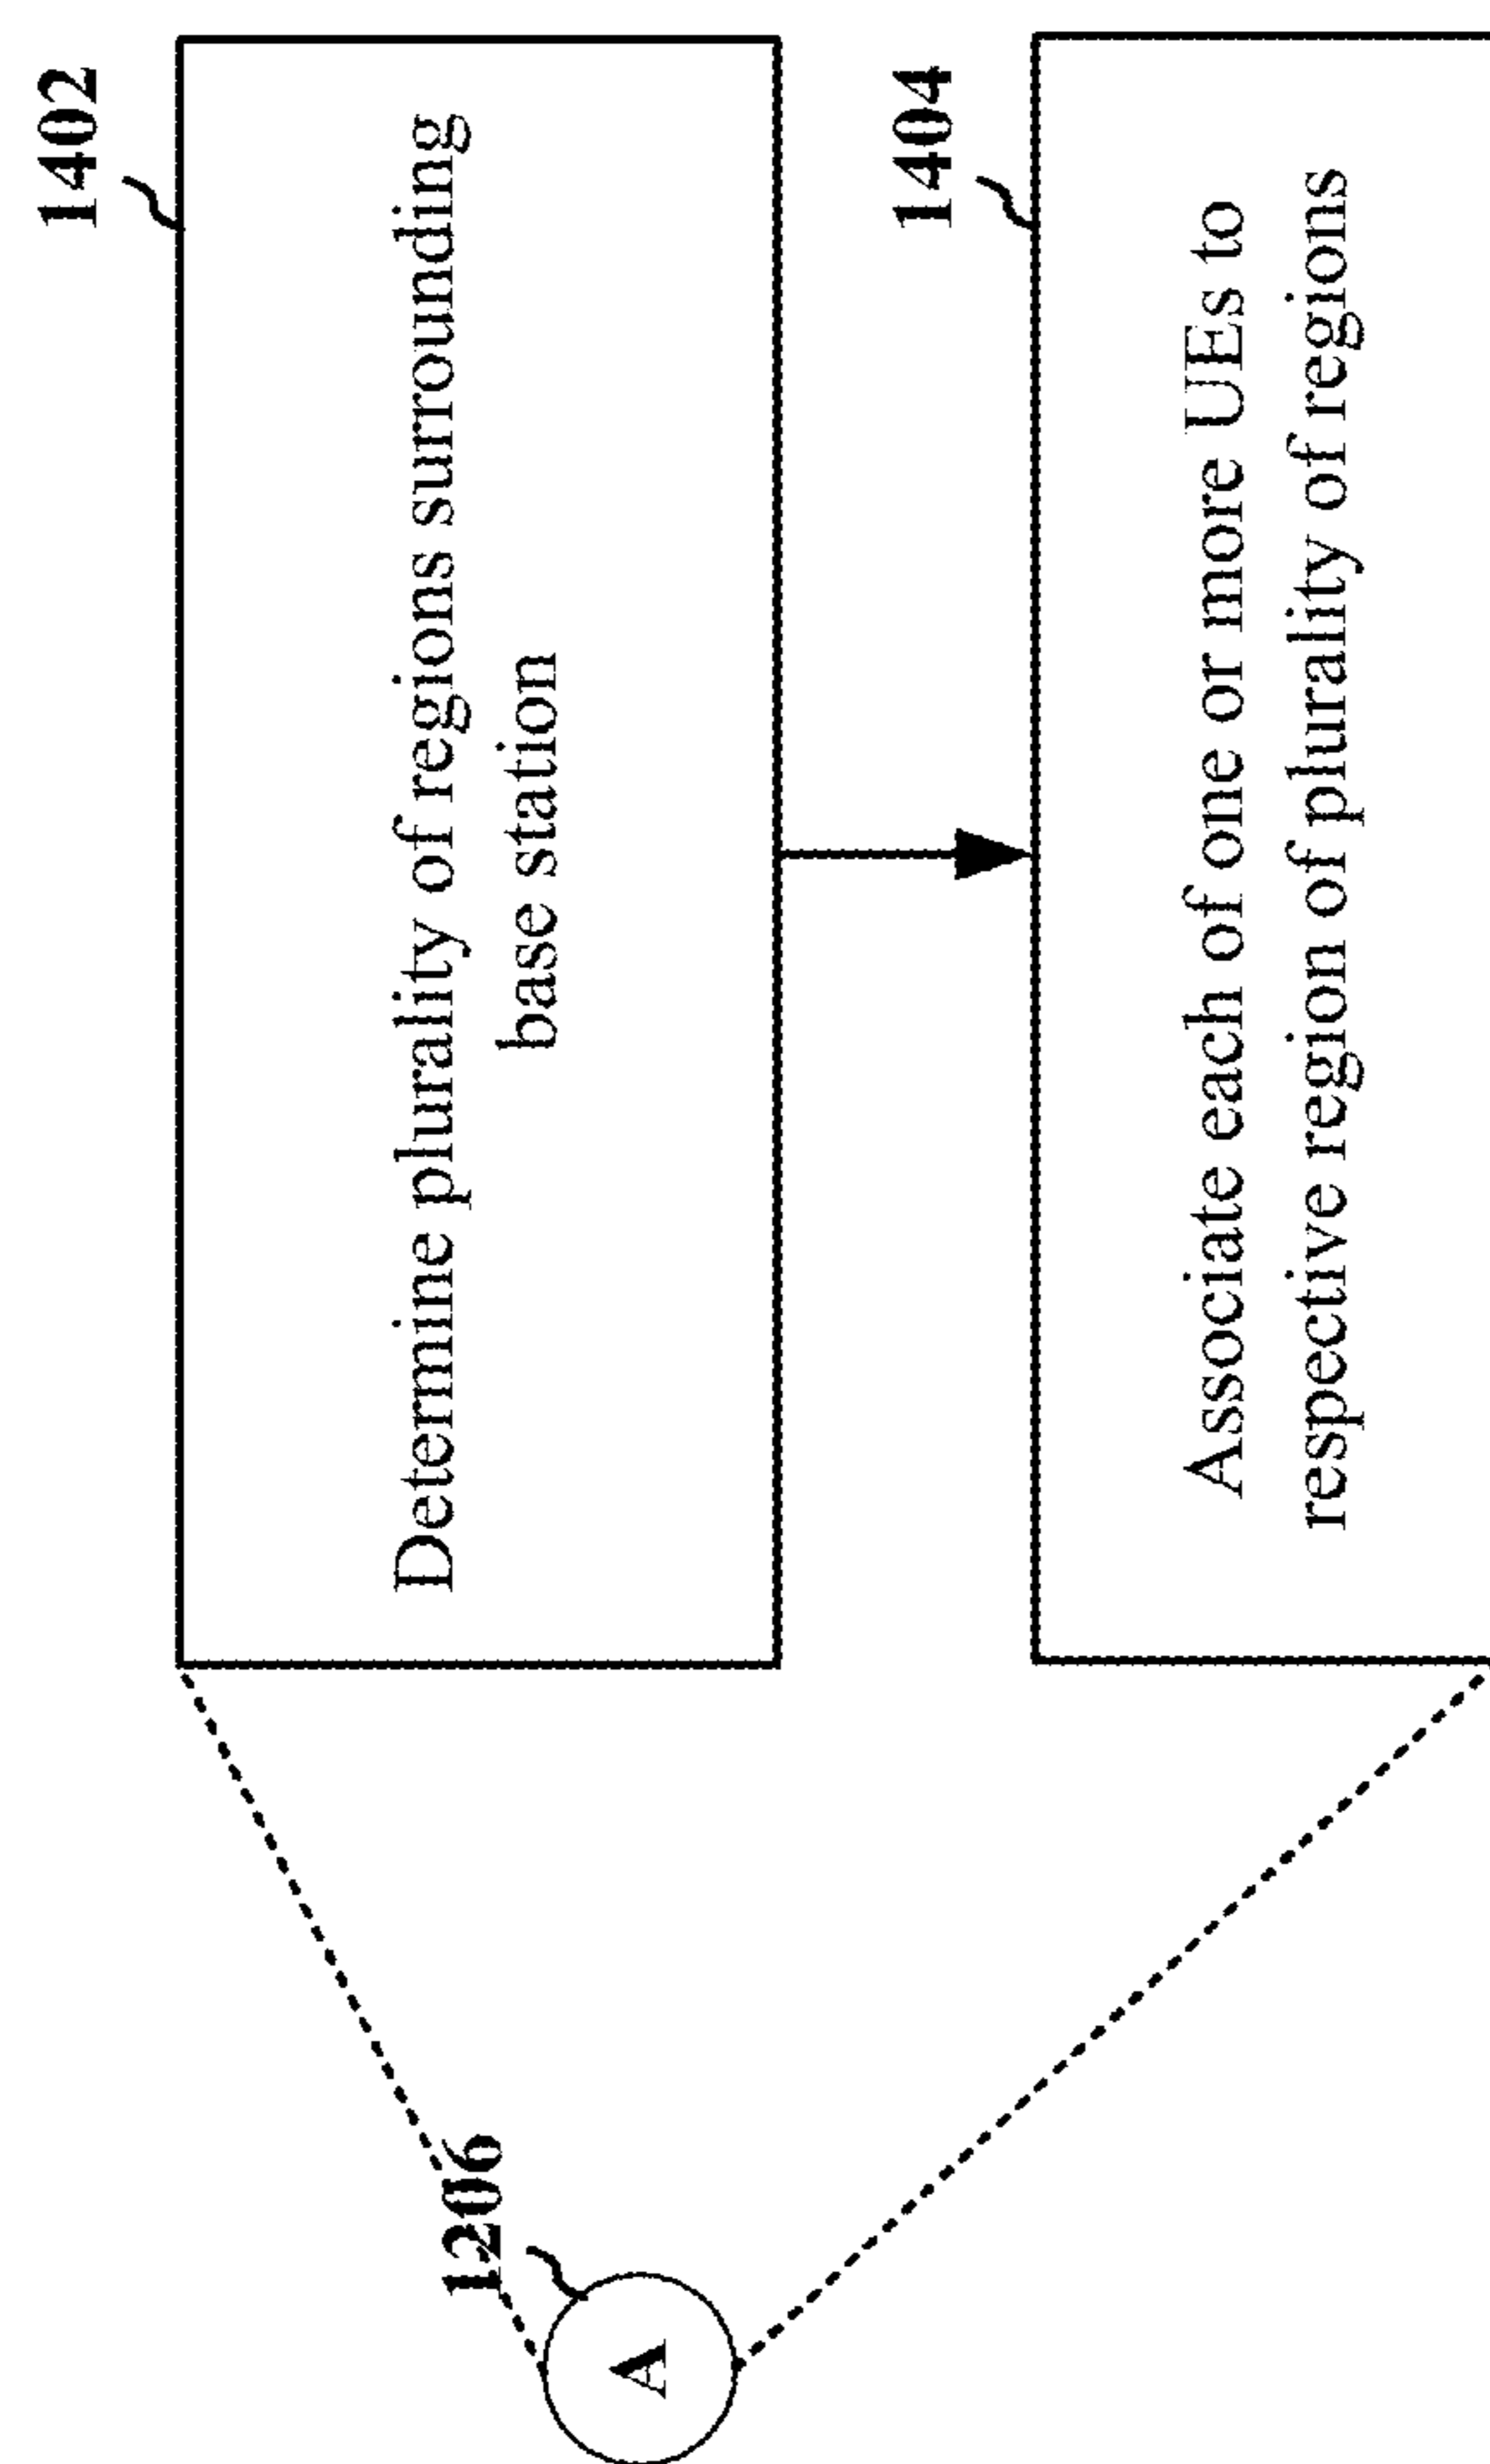 1402
Determine plurality of regions surrounding
base station
1404
Associate each of one or more UEs to
respective region of plurality of regions
1206
A